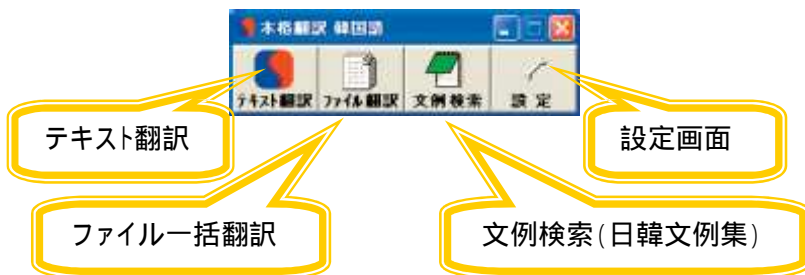 本格翻訳 韓国語
テキスト翻訳 ファイル翻訳 文例検索 設定
テキスト翻訳
設定画面
ファイル一括翻訳
文例検索(日韓文例集)